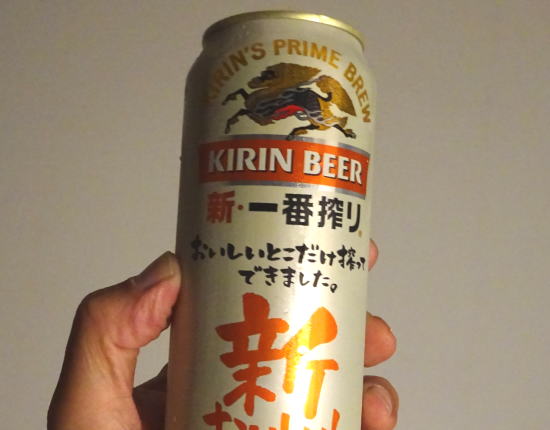 KIRIN'S PRIME BREW
KIRIN BEER
新・一番搾り
おいしいとこだけ搾って
できました。
新